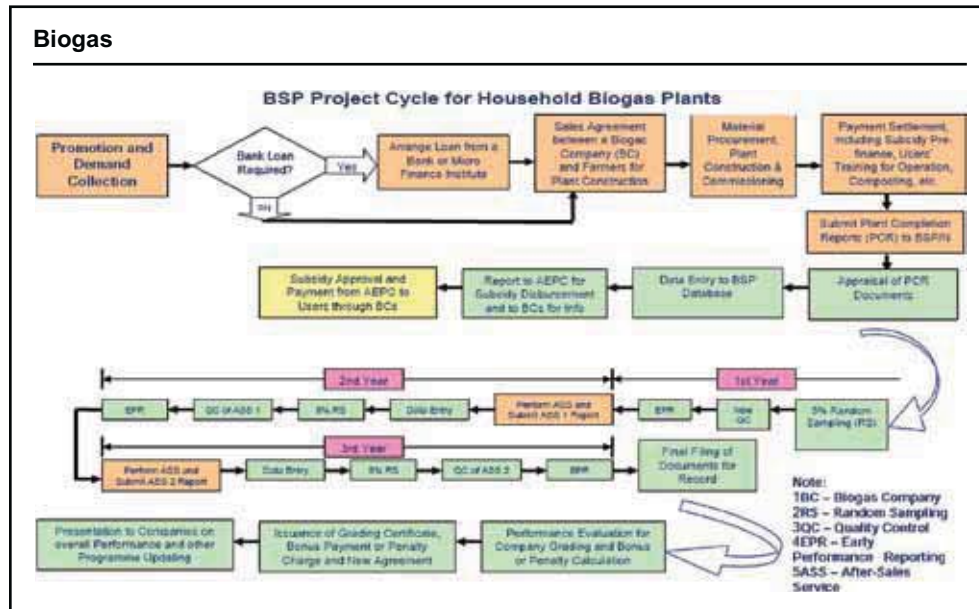 Biogas
BSP Project Cycle for Household Biogas Plants
Promotion and
Demand
Collection
Bank Loan
Required?
Yes
No
Arrange Loan from a
Bank or Micro
Finance Institute
Sales Agreement
between a Biogas
Company (BC)
and Farmers for
Plant Construction
Material
Procurement,
Plant
Construction &
Commissioning
Payment Settlement,
including Subsidy Pre-
finance, Users'
Training for Operation,
Composting, etc.
Submit Plant Completion
Reports (PCR) to BSP/N
Appraisal of PCR
Documents
Data Entry to BSP
Database
Report to AEPC for
Subsidy Disbursement
and to BCs for Info
Subsidy Approval and
Payment from AEPC to
Users through BCs
1st Year
5% Random
Sampling (RS)
New
QC
EPR
2nd Year
Perform ASS and
Submit ASS 1 Report
Data Entry
5% RS
QC of ASS 1
EPR
3rd Year
Perform ASS and
Submit ASS 2 Report
Data Entry
5% RS
QC of ASS 2
EPR
Final Filing of
Documents for
Record
Performance Evaluation for
Company Grading and Bonus
or Penalty Calculation
Issuance of Grading Certificate,
Bonus Payment or Penalty
Charge and New Agreement
Presentation to Companies on
overall Performance and other
Programme Updating
Note:
1BC – Biogas Company
2RS – Random Sampling
3QC – Quality Control
4EPR – Early
Performance Reporting
5ASS – After-Sales
Service